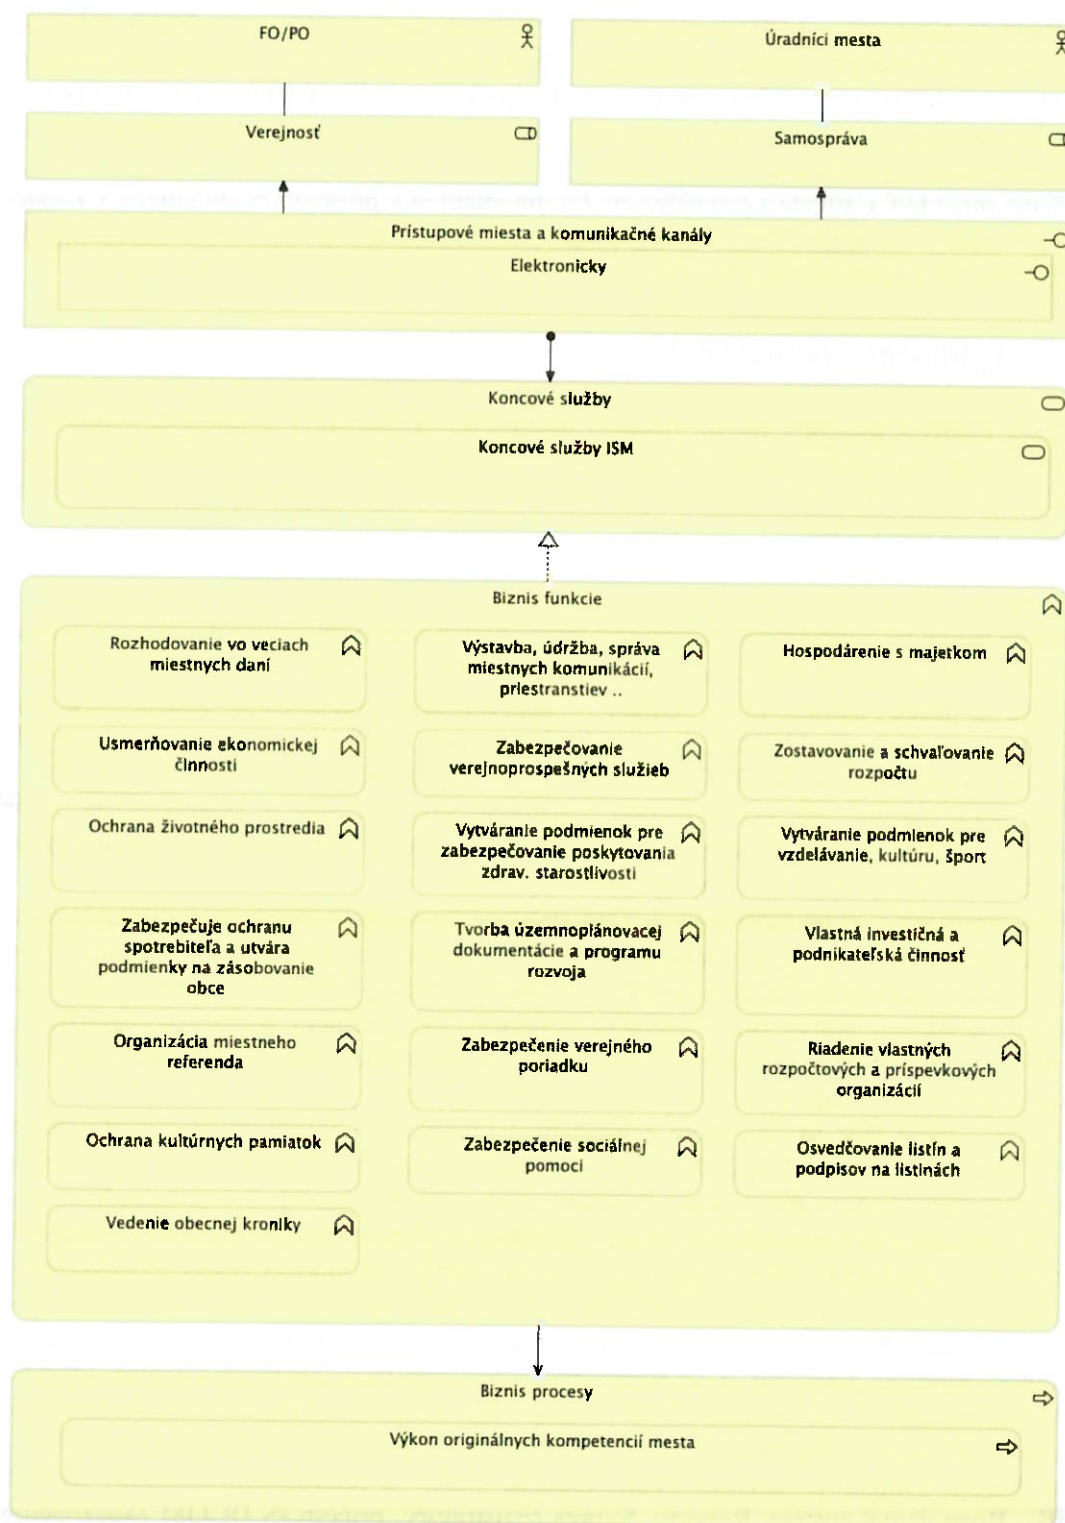 FO/PO
Úradníci mesta
Verejnosť
Samospráva
Prístupové miesta a komunikačné kanály
Elektronicky
Koncové služby
Koncové služby ISM
Biznis funkcie
Rozhodovanie vo veciach
miestnych daní
Výstavba, údržba, správa
miestnych komunikácií,
priestranstiev ..
Hospodárenie s majetkom
Usmerňovanie ekonomickej
činnosti
Zabezpečovanie
verejnoprospešných služieb
Zostavovanie a schvaľovanie
rozpočtu
Ochrana životného prostredia
Vytváranie podmienok pre
zabezpečovanie poskytovania
zdrav. starostlivosti
Vytváranie podmienok pre
vzdelávanie, kultúru, šport
Zabezpečuje ochranu
spotrebiteľa a utvára
podmienky na zásobovanie
obce
Tvorba územnoplánovacej
dokumentácie a programu
rozvoja
Vlastná investičná a
podnikateľská činnosť
Organizácia miestneho
referenda
Zabezpečenie verejného
poriadku
Riadenie vlastných
rozpočtových a príspevkových
organizácií
Ochrana kultúrnych pamiatok
Zabezpečenie sociálnej
pomoci
Osvedčovanie listín a
podpisov na listinách
Vedenie obecnej kroniky
Biznis procesy
Výkon originálnych kompetencií mesta